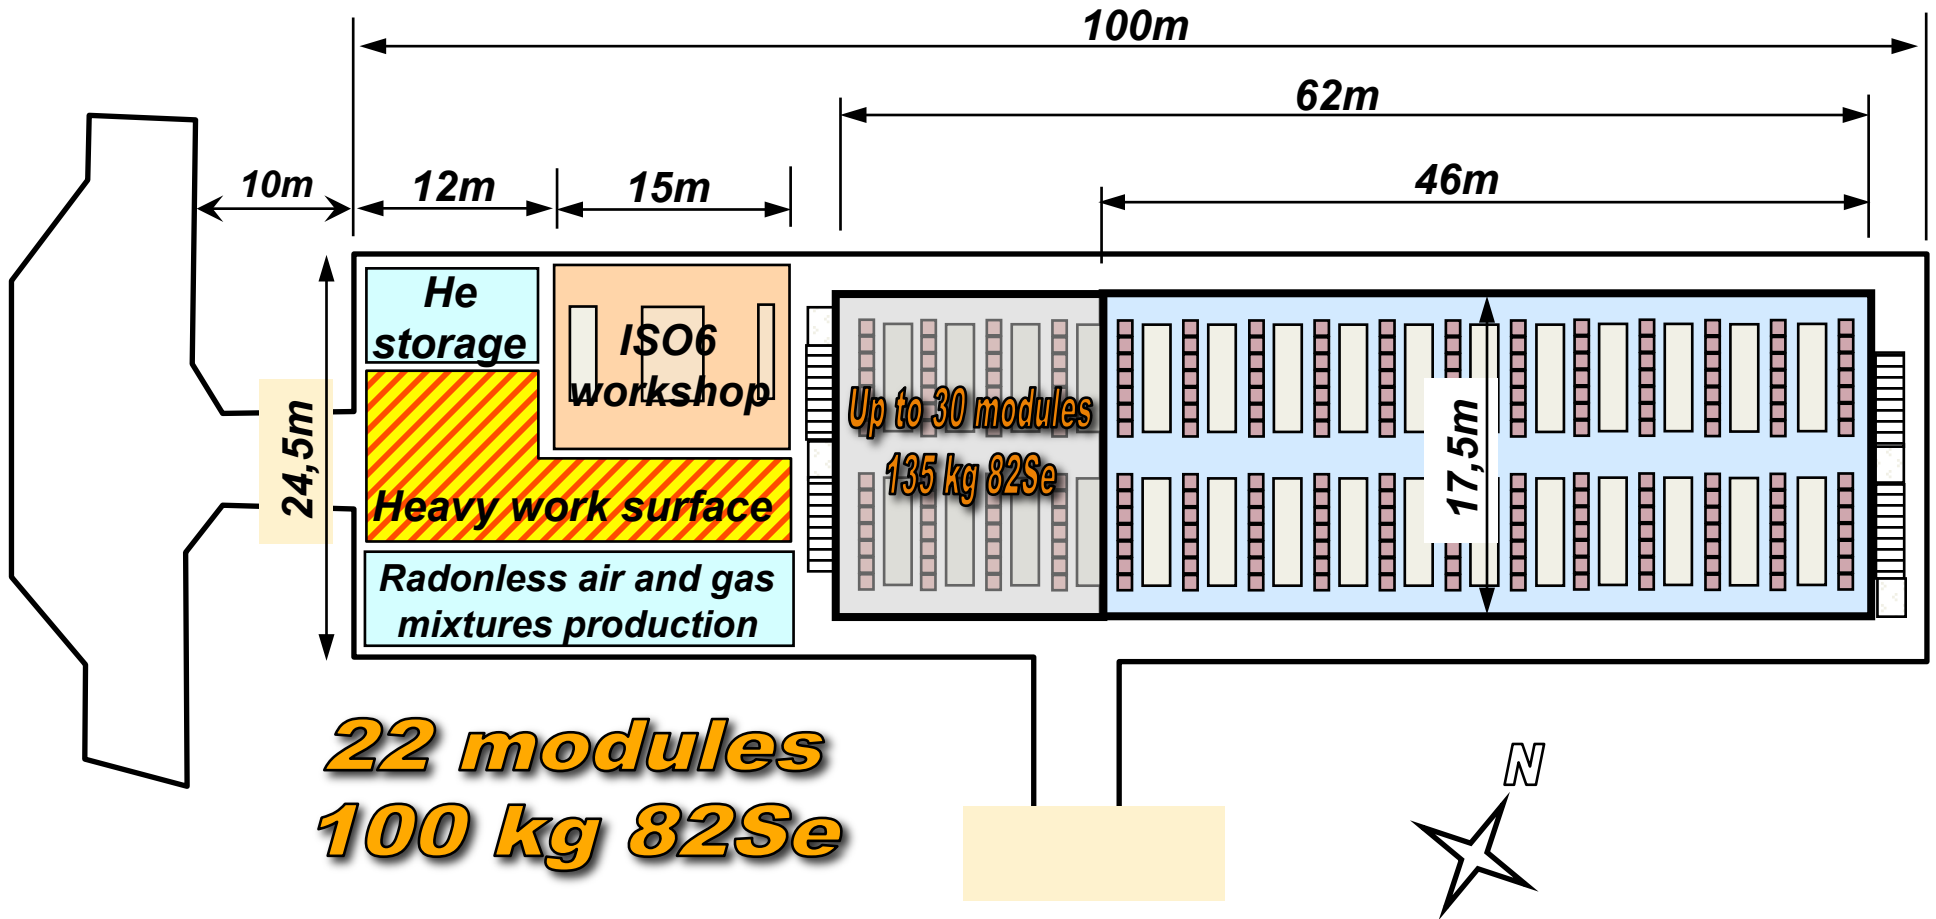 100m
62m
10m
12m
15m
46m
He
storage
ISO6
workshop
Up to 30 modules
135 kg 82Se
24,5m
17,5m
Heavy work surface
Radonless air and gas
mixtures production
22 modules
100 kg 82Se
N